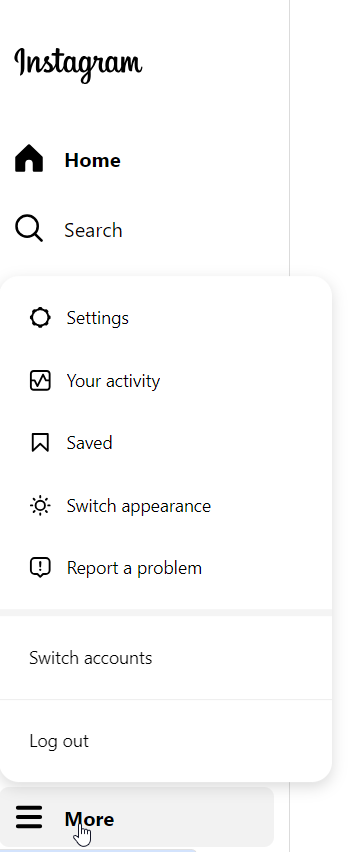 Instagram
Home
Search
Settings
Your activity
Saved
Switch appearance
Report a problem
Switch accounts
Log out
More